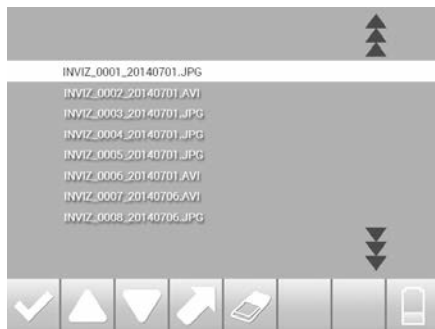 INVIZ_0001_20140701.JPG
INVIZ_0002_20140701.AVI
INVIZ_0003_20140701.JPG
INVIZ_0004_20140701.JPG
INVIZ_0005_20140701.JPG
INVIZ_0006_20140701.AVI
INVIZ_0007_20140706.AVI
INVIZ_0008_20140706.JPG